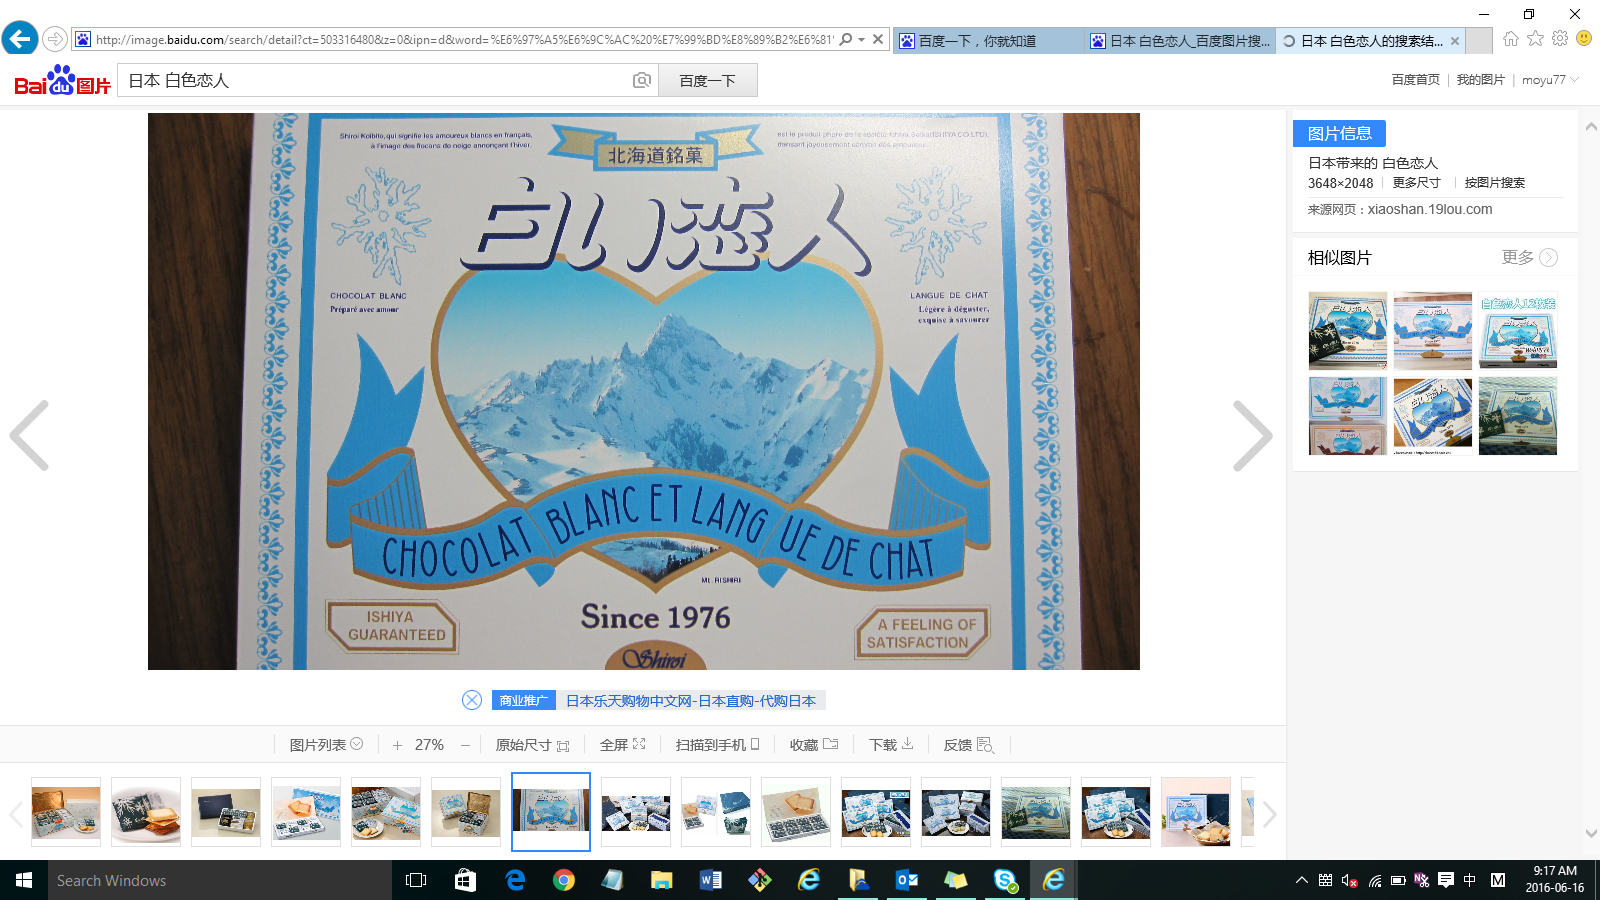 http://image.baidu.com/search/detail?ct=503316480&z=0&ipn=d&word=%E6%97%A5%E6%9C%AC%20%E7%99%BD%E8%89%B2%E6%81
百度一下，你就知道
日本 白色恋人_百度图片搜...
日本 白色恋人的搜索结...
Bai du 图片
日本 白色恋人
百度一下
百度首页
我的图片
moyu77
Shiroi Koibito,qui signifie les amoureux blancs en français,
à l'image des flocons de neige annonçant l'hiver,
dansant joyeusement comme des amoureux.
北海道銘菓
白い恋人
CHOCOLAT BLANC
Préparé avec amour
LANGUE DE CHAT
Légère à déguster,
exquise à savourer
CHOCOLAT BLANC ET LANGUE DE CHAT
Mt. RISHIRI
ISHIYA
GUARANTEED
Since 1976
A FEELING OF
SATISFACTION
Shiroi
图片信息
日本带来的 白色恋人
3648×2048
更多尺寸
按图片搜索
来源网页：xiaoshan.19lou.com
相似图片
更多
白色恋人12枚装
商业推广
日本乐天购物中文网-日本直购-代购日本
图片列表
+ 27% −
原始尺寸
全屏
扫描到手机
收藏
下载
反馈
Search Windows
中
M
9:17 AM
2016-06-16